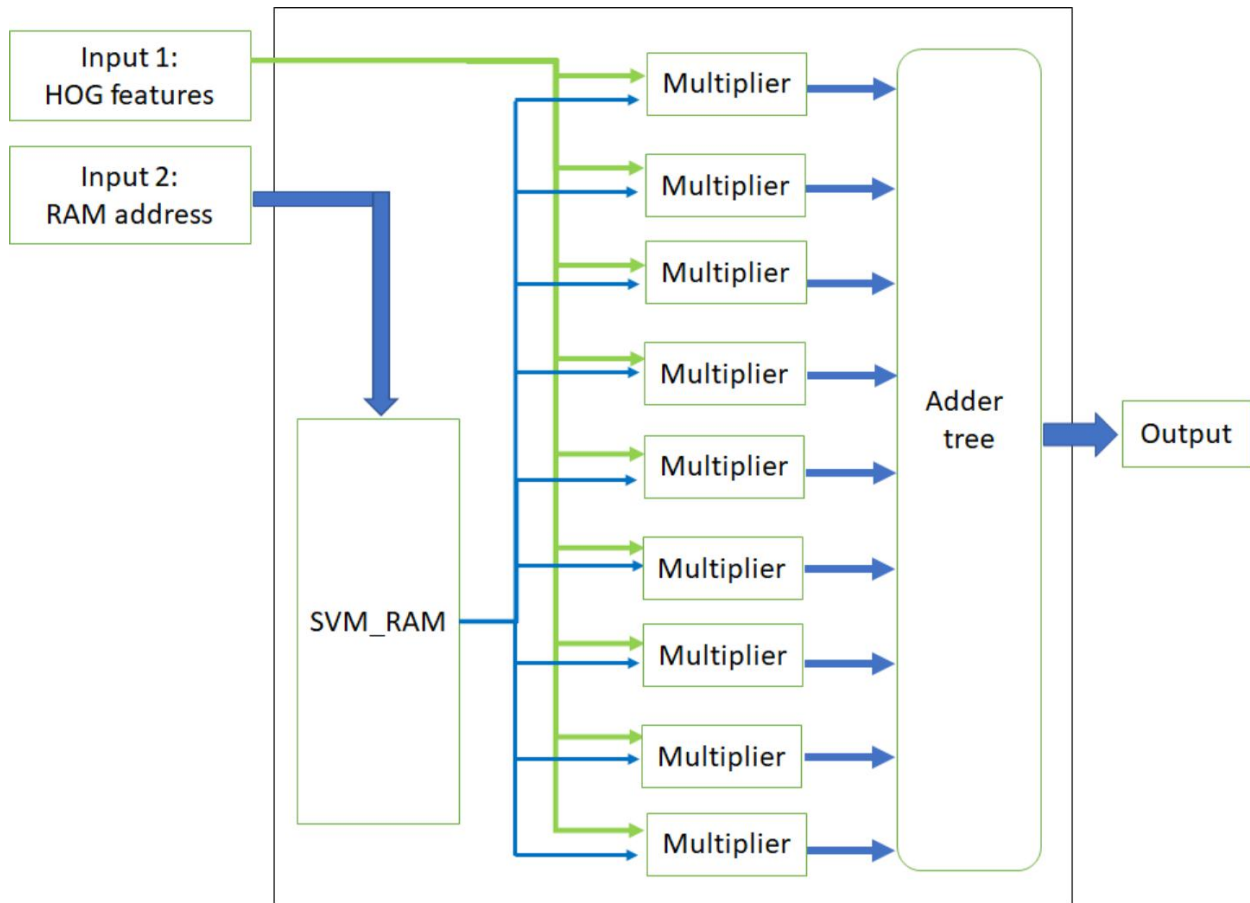 Input 1:
HOG features
Input 2:
RAM address
SVM_RAM
Multiplier
Multiplier
Multiplier
Multiplier
Multiplier
Multiplier
Multiplier
Multiplier
Multiplier
Adder
tree
Output